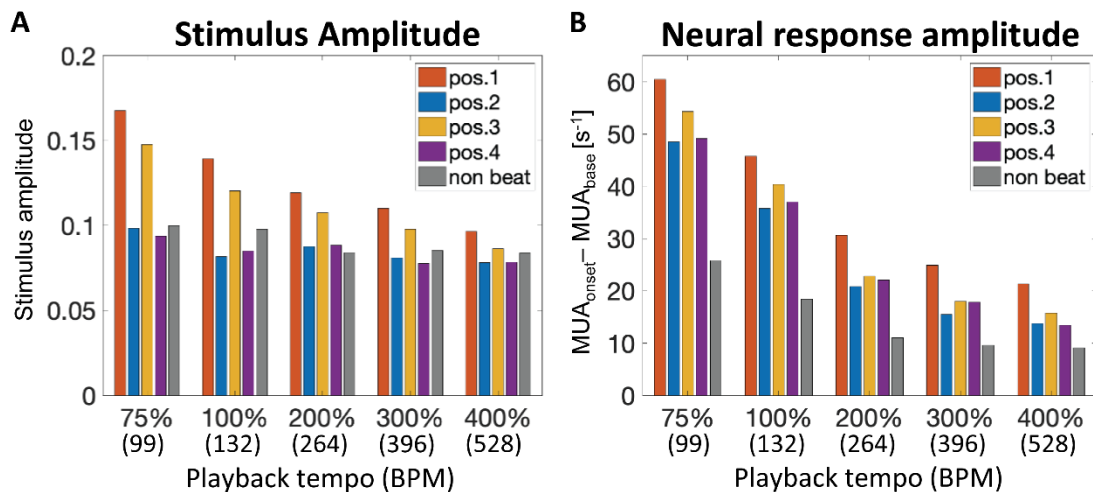 A
Stimulus Amplitude
Stimulus amplitude
0.2
0.15
0.1
0.05
0
pos.1
pos.2
pos.3
pos.4
non beat
75% 100% 200% 300% 400%
(99) (132) (264) (396) (528)
Playback tempo (BPM)
B
Neural response amplitude
MUAonset– MUAbase [s-1]
60
50
40
30
20
10
0
pos.1
pos.2
pos.3
pos.4
non beat
75% 100% 200% 300% 400%
(99) (132) (264) (396) (528)
Playback tempo (BPM)